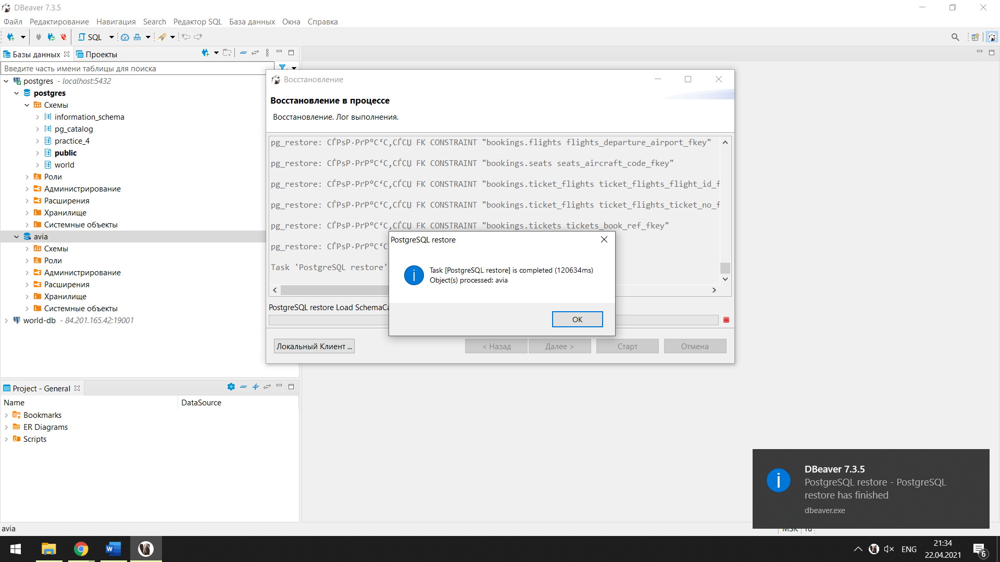 DBeaver 7.3.5
Файл Редактирование Навигация Search Редактор SQL База данных Окна Справка
SQL
Базы данных Проекты
Введите часть имени таблицы для поиска
postgres - localhost:5432
postgres
Схемы
information_schema
pg_catalog
practice_4
public
world
Роли
Администрирование
Расширения
Хранилище
Системные объекты
avia
Схемы
Роли
Администрирование
Расширения
Хранилище
Системные объекты
world-db - 84.201.165.42:19001
Восстановление
Восстановление в процессе
Восстановление. Лог выполнения.
pg_restore: СЃРѕР·РґР°С‘С‚СЃСЏ FK CONSTRAINT "bookings.flights flights_departure_airport_fkey"
pg_restore: СЃРѕР·РґР°С‘С‚СЃСЏ FK CONSTRAINT "bookings.seats seats_aircraft_code_fkey"
pg_restore: СЃРѕР·РґР°С‘С‚СЃСЏ FK CONSTRAINT "bookings.ticket_flights ticket_flights_flight_id_f
pg_restore: СЃРѕР·РґР°С‘С‚СЃСЏ FK CONSTRAINT "bookings.ticket_flights ticket_flights_ticket_no_f
pg_restore: СЃРѕР·РґР°С‘С‚СЃСЏ FK CONSTRAINT "bookings.tickets tickets_book_ref_fkey"
pg_restore: СЃРѕР·РґР°С‘С
Task 'PostgreSQL restore'
PostgreSQL restore
Task [PostgreSQL restore] is completed (120634ms)
Object(s) processed: avia
OK
PostgreSQL restore Load SchemaCa
Локальный Клиент ...
< Назад
Далее >
Старт
Отмена
Project - General
Name DataSource
Bookmarks
ER Diagrams
Scripts
DBeaver 7.3.5
PostgreSQL restore - PostgreSQL
restore has finished
dbeaver.exe
avia
MSK ru
ENG
21:34
22.04.2021
6